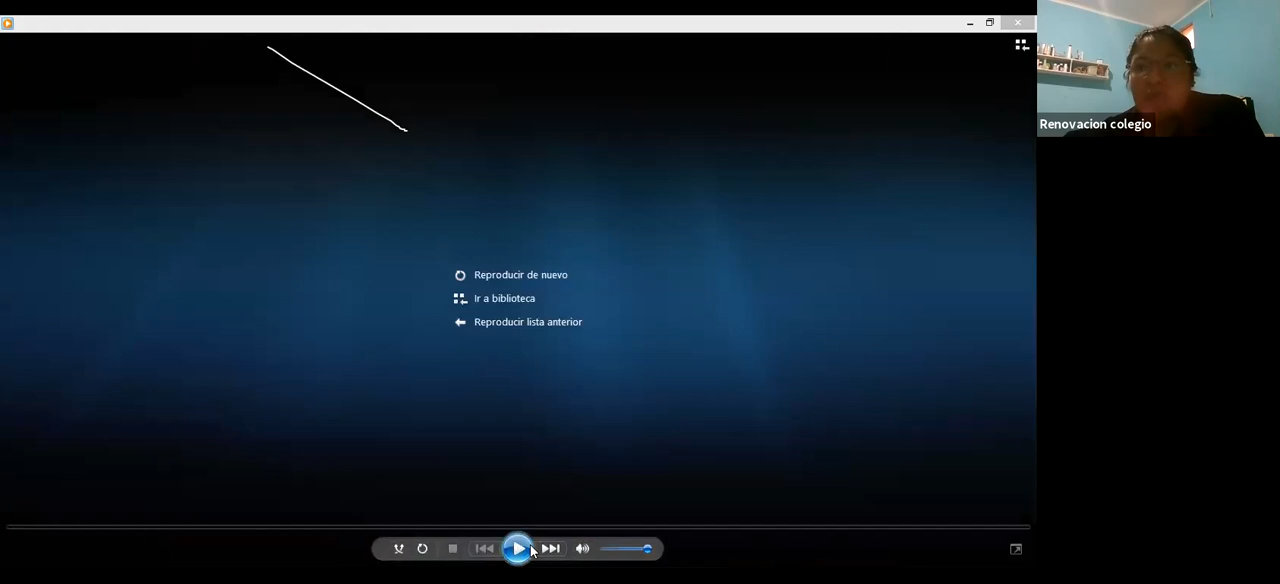 Renovacion colegio
Reproducir de nuevo
Ir a biblioteca
Reproducir lista anterior